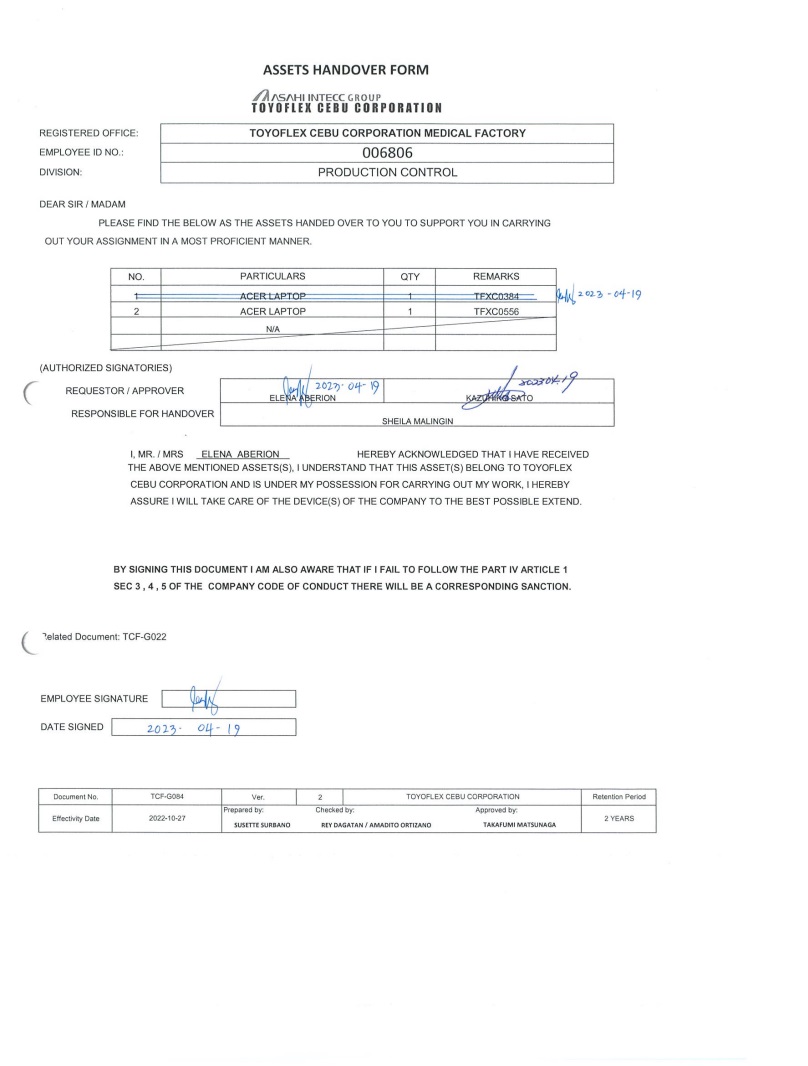 ASSETS HANDOVER FORM
ASAHI INTECC GROUP
TOYOFLEX CEBU CORPORATION
REGISTERED OFFICE: TOYOFLEX CEBU CORPORATION MEDICAL FACTORY
EMPLOYEE ID NO.: 006806
DIVISION: PRODUCTION CONTROL
DEAR SIR / MADAM
PLEASE FIND THE BELOW AS THE ASSETS HANDED OVER TO YOU TO SUPPORT YOU IN CARRYING
OUT YOUR ASSIGNMENT IN A MOST PROFICIENT MANNER.
NO. PARTICULARS QTY REMARKS
1 ACER LAPTOP 1 TFXC0384 2023-04-19
2 ACER LAPTOP 1 TFXC0556
N/A
(AUTHORIZED SIGNATORIES)
REQUESTOR / APPROVER 2023-04-19 20230419
ELENA ABERION KAZUHIKO SATO
RESPONSIBLE FOR HANDOVER
SHEILA MALINGIN
I, MR. / MRS ELENA ABERION HEREBY ACKNOWLEDGED THAT I HAVE RECEIVED
THE ABOVE MENTIONED ASSETS(S), I UNDERSTAND THAT THIS ASSET(S) BELONG TO TOYOFLEX
CEBU CORPORATION AND IS UNDER MY POSSESSION FOR CARRYING OUT MY WORK, I HEREBY
ASSURE I WILL TAKE CARE OF THE DEVICE(S) OF THE COMPANY TO THE BEST POSSIBLE EXTEND.
BY SIGNING THIS DOCUMENT I AM ALSO AWARE THAT IF I FAIL TO FOLLOW THE PART IV ARTICLE 1
SEC 3 , 4 , 5 OF THE COMPANY CODE OF CONDUCT THERE WILL BE A CORRESPONDING SANCTION.
elated Document: TCF-G022
EMPLOYEE SIGNATURE
DATE SIGNED 2023- 04-19
Document No. TCF-G084 Ver. 2 TOYOFLEX CEBU CORPORATION Retention Period
Effectivity Date 2022-10-27 Prepared by: Checked by: Approved by: 2 YEARS
SUSETTE SURBANO REY DAGATAN / AMADITO ORTIZANO TAKAFUMI MATSUNAGA